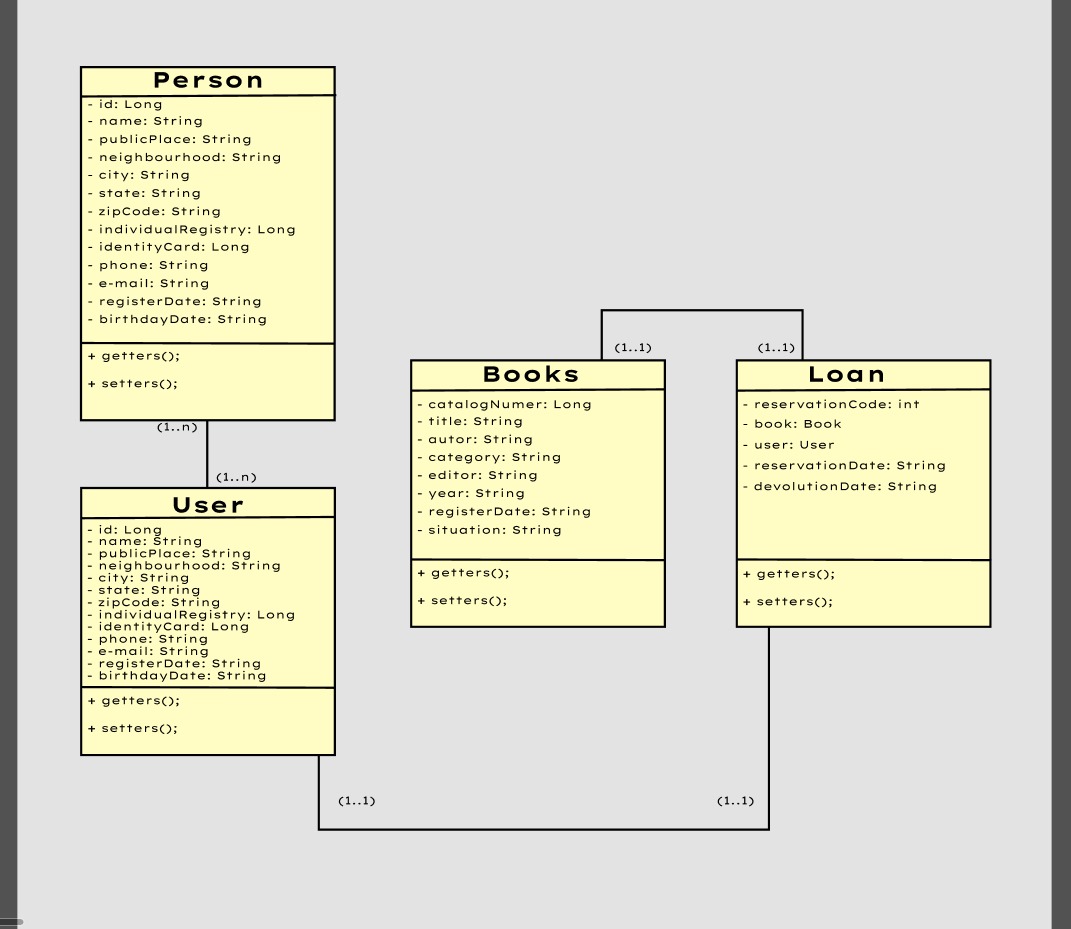 Person
- id: Long
- name: String
- publicPlace: String
- neighbourhood: String
- city: String
- state: String
- zipCode: String
- individualRegistry: Long
- identityCard: Long
- phone: String
- e-mail: String
- registerDate: String
- birthdayDate: String
+ getters();
+ setters();
(1..n)
(1..n)
User
- id: Long
- name: String
- publicPlace: String
- neighbourhood: String
- city: String
- state: String
- zipCode: String
- individualRegistry: Long
- identityCard: Long
- phone: String
- e-mail: String
- registerDate: String
- birthdayDate: String
+ getters();
+ setters();
(1..1)
(1..1)
(1..1)
Books
- catalogNumer: Long
- title: String
- autor: String
- category: String
- editor: String
- year: String
- registerDate: String
- situation: String
+ getters();
+ setters();
(1..1)
Loan
- reservationCode: int
- book: Book
- user: User
- reservationDate: String
- devolutionDate: String
+ getters();
+ setters();